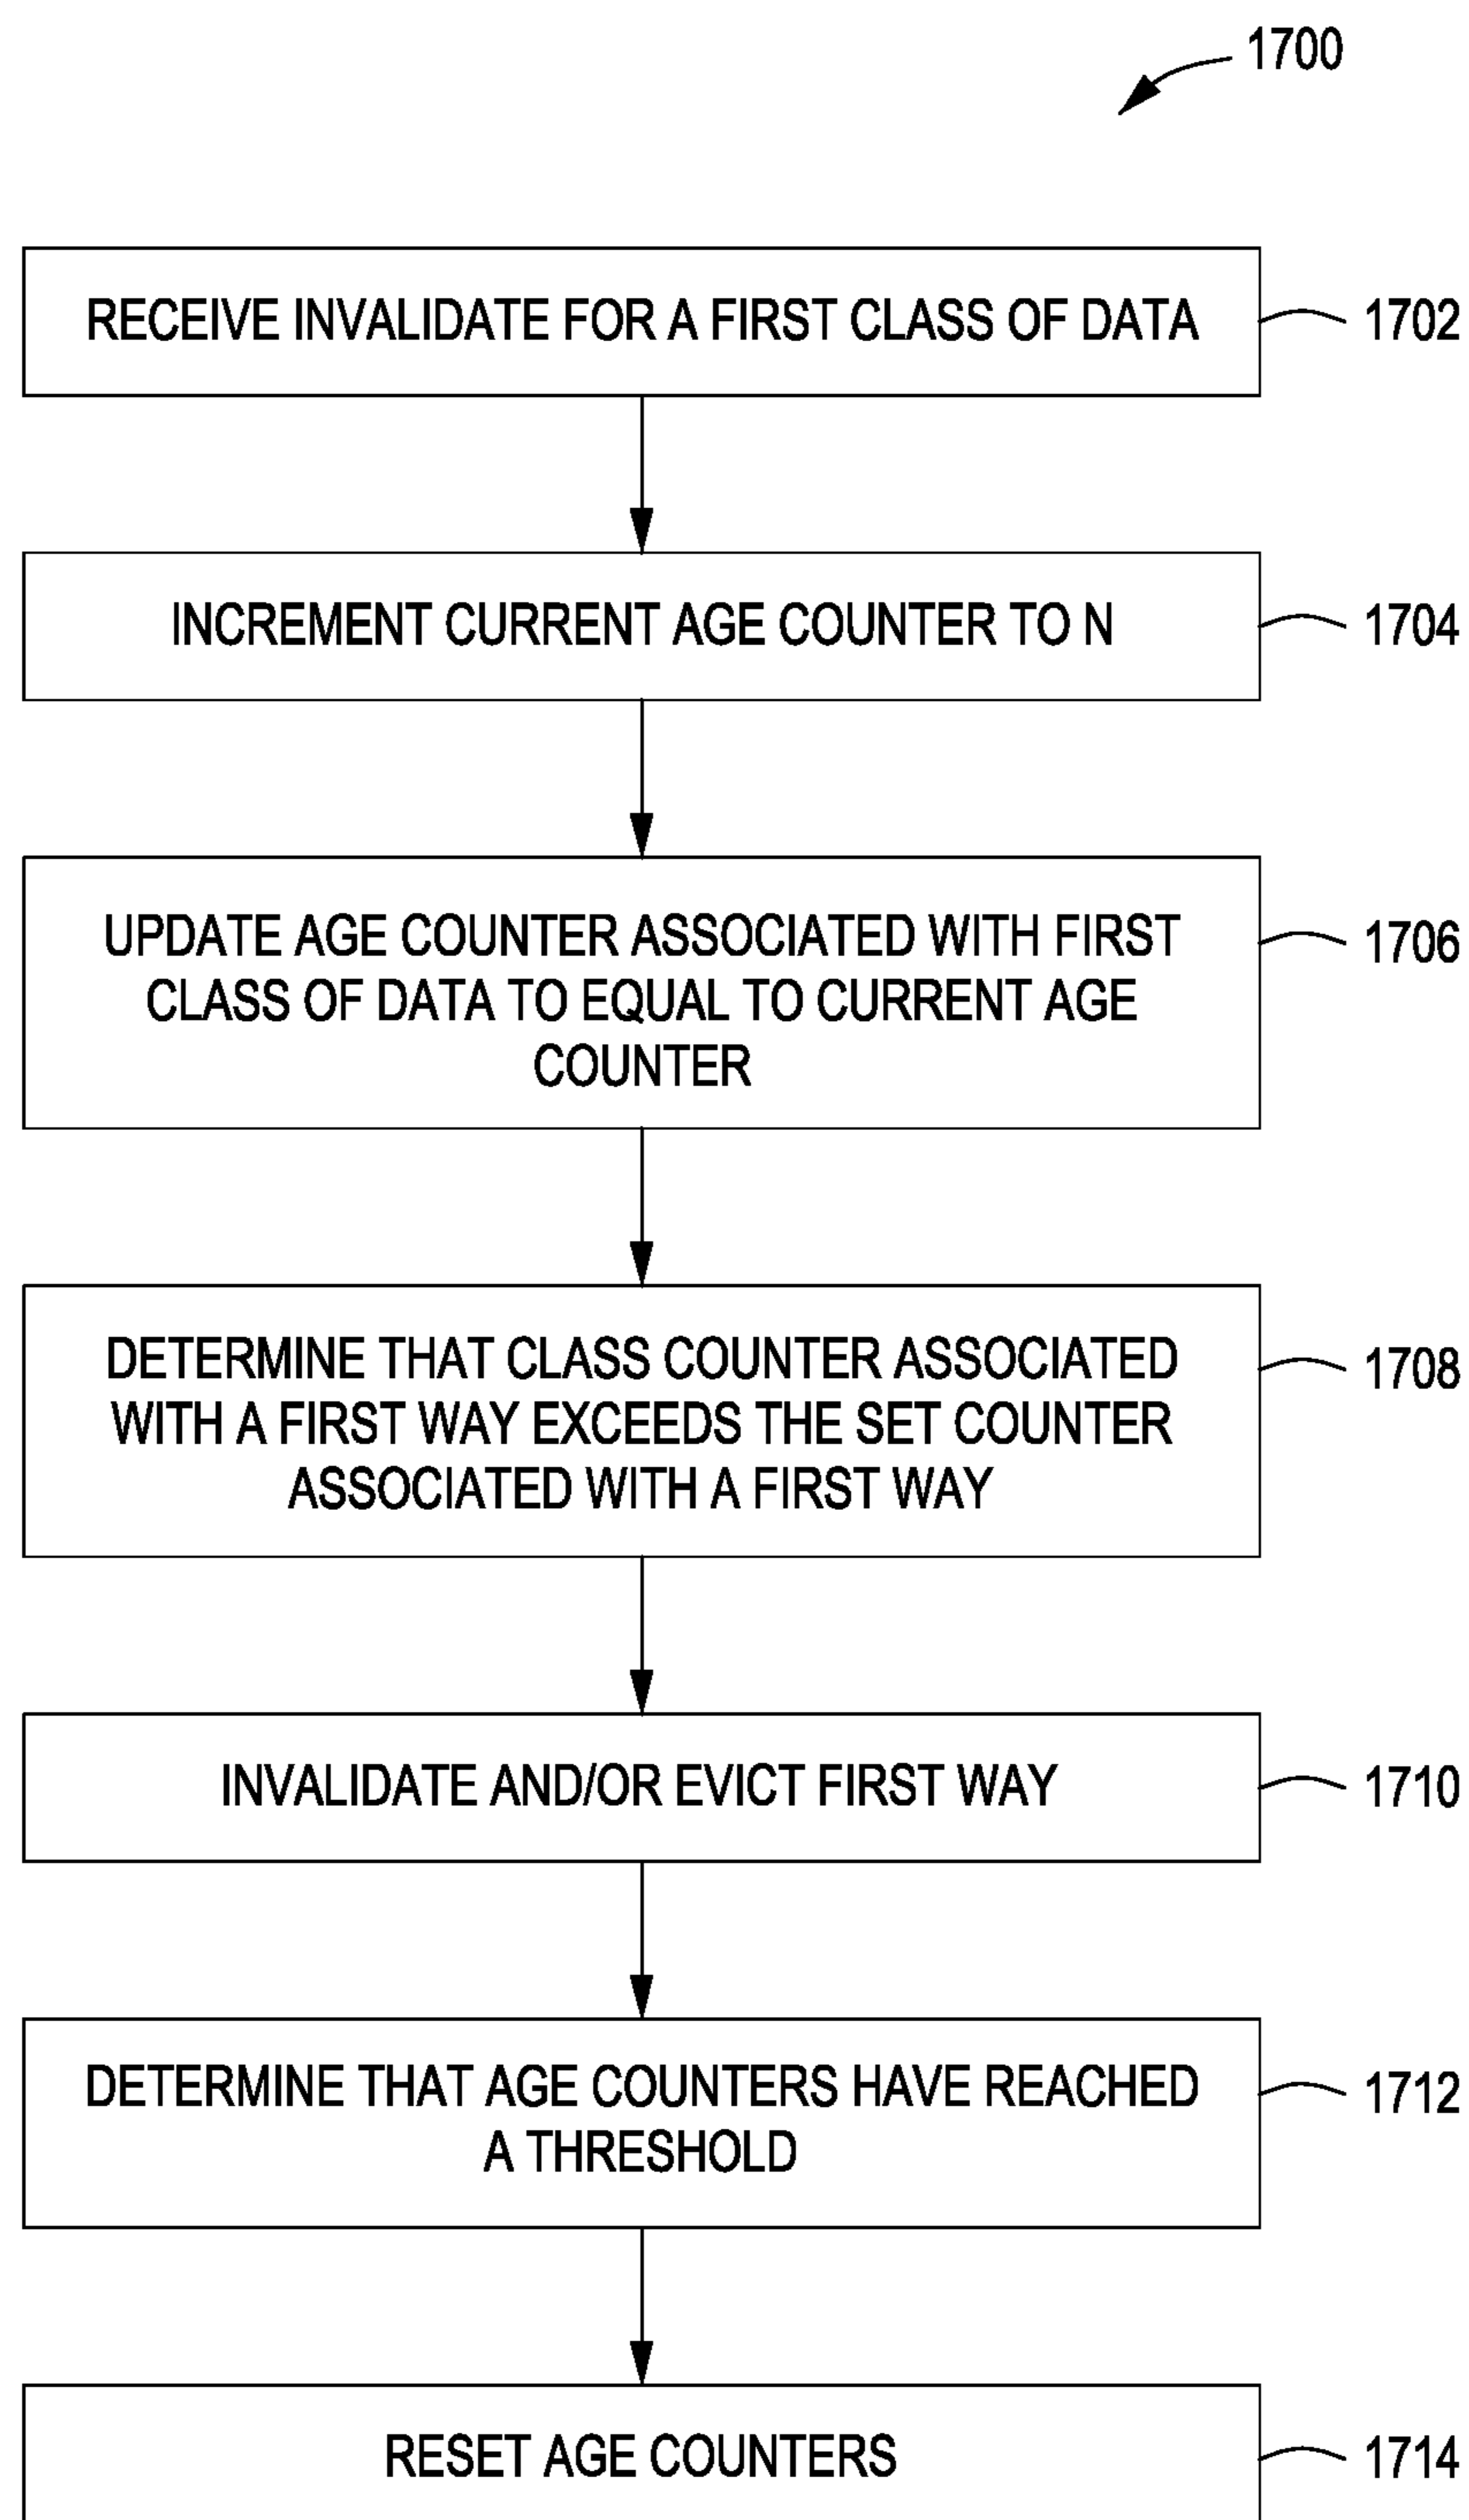 1700
RECEIVE INVALIDATE FOR A FIRST CLASS OF DATA
1702
INCREMENT CURRENT AGE COUNTER TO N
1704
UPDATE AGE COUNTER ASSOCIATED WITH FIRST
CLASS OF DATA TO EQUAL TO CURRENT AGE
COUNTER
1706
DETERMINE THAT CLASS COUNTER ASSOCIATED
WITH A FIRST WAY EXCEEDS THE SET COUNTER
ASSOCIATED WITH A FIRST WAY
1708
INVALIDATE AND/OR EVICT FIRST WAY
1710
DETERMINE THAT AGE COUNTERS HAVE REACHED
A THRESHOLD
1712
RESET AGE COUNTERS
1714